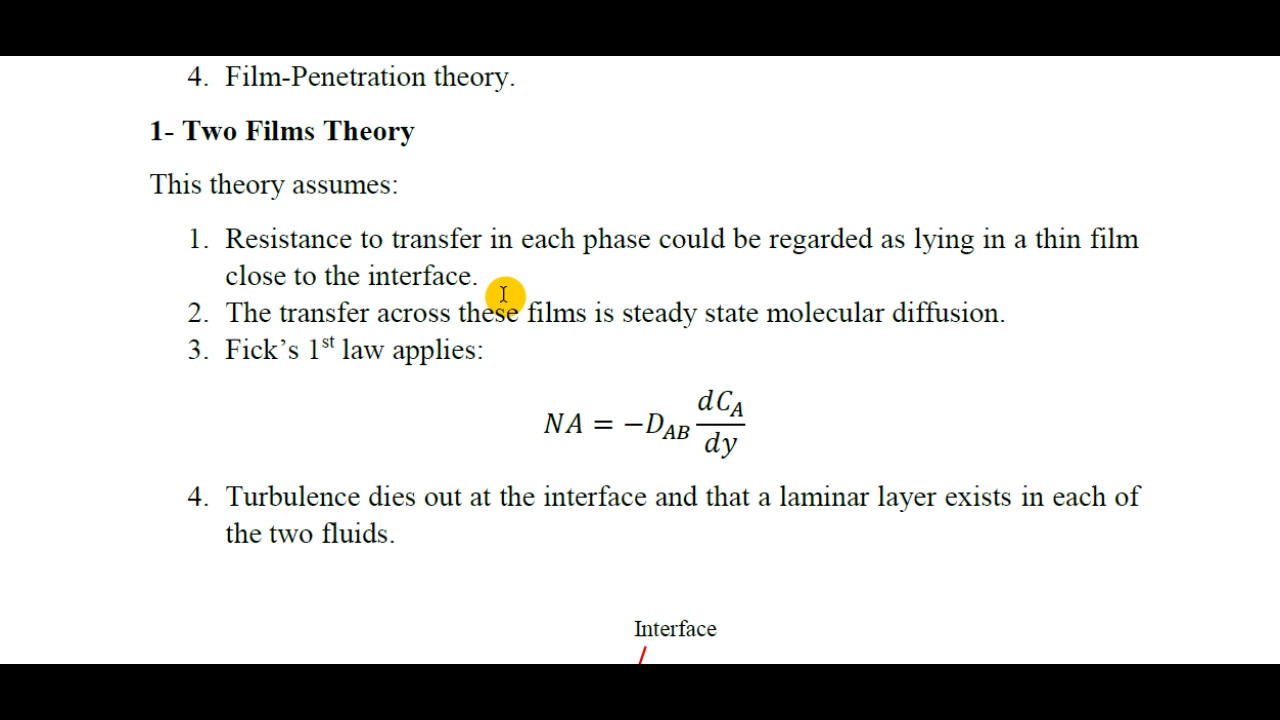 4. Film-Penetration theory.
1- Two Films Theory
This theory assumes:
1. Resistance to transfer in each phase could be regarded as lying in a thin film
close to the interface.
2. The transfer across these films is steady state molecular diffusion.
3. Fick’s 1st law applies:
NA = −D_AB dC_A/dy
4. Turbulence dies out at the interface and that a laminar layer exists in each of
the two fluids.
Interface